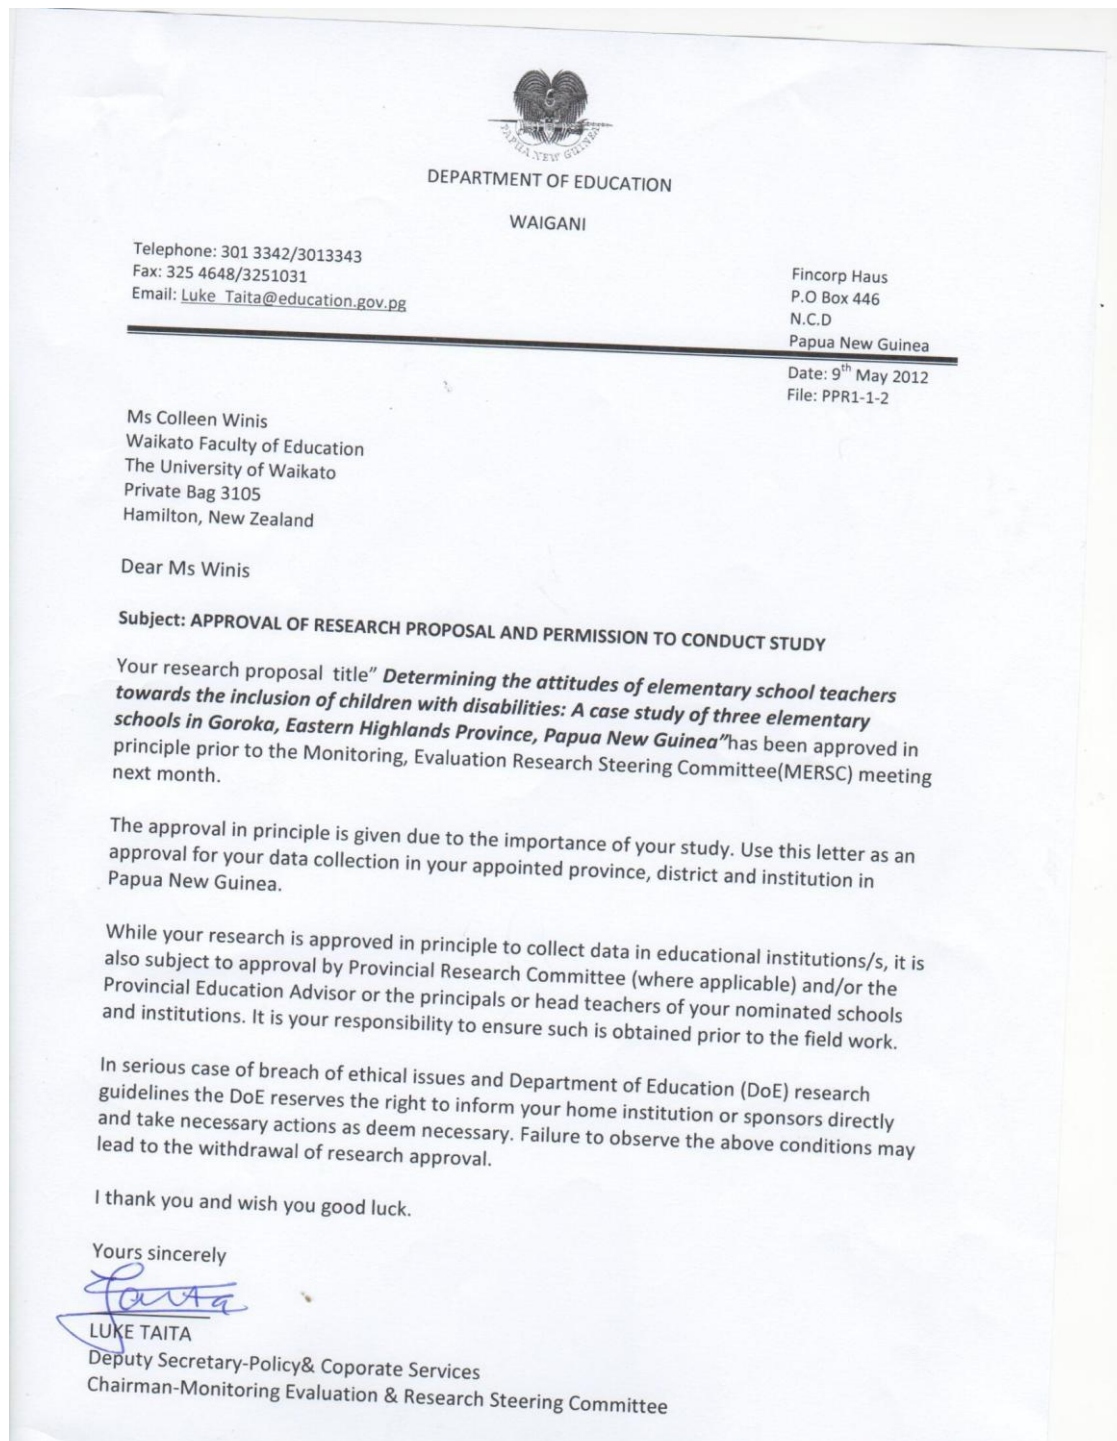 PAPUA NEW GUINEA
DEPARTMENT OF EDUCATION
WAIGANI
Telephone: 301 3342/3013343
Fax: 325 4648/3251031
Email: Luke_Taita@education.gov.pg
Fincorp Haus
P.O Box 446
N.C.D
Papua New Guinea
Date: 9th May 2012
File: PPR1-1-2
Ms Colleen Winis
Waikato Faculty of Education
The University of Waikato
Private Bag 3105
Hamilton, New Zealand
Dear Ms Winis
Subject: APPROVAL OF RESEARCH PROPOSAL AND PERMISSION TO CONDUCT STUDY
Your research proposal title" Determining the attitudes of elementary school teachers
towards the inclusion of children with disabilities: A case study of three elementary
schools in Goroka, Eastern Highlands Province, Papua New Guinea"has been approved in
principle prior to the Monitoring, Evaluation Research Steering Committee(MERSC) meeting
next month.
The approval in principle is given due to the importance of your study. Use this letter as an
approval for your data collection in your appointed province, district and institution in
Papua New Guinea.
While your research is approved in principle to collect data in educational institutions/s, it is
also subject to approval by Provincial Research Committee (where applicable) and/or the
Provincial Education Advisor or the principals or head teachers of your nominated schools
and institutions. It is your responsibility to ensure such is obtained prior to the field work.
In serious case of breach of ethical issues and Department of Education (DoE) research
guidelines the DoE reserves the right to inform your home institution or sponsors directly
and take necessary actions as deem necessary. Failure to observe the above conditions may
lead to the withdrawal of research approval.
I thank you and wish you good luck.
Yours sincerely
Taita
LUKE TAITA
Deputy Secretary-Policy& Coporate Services
Chairman-Monitoring Evaluation & Research Steering Committee